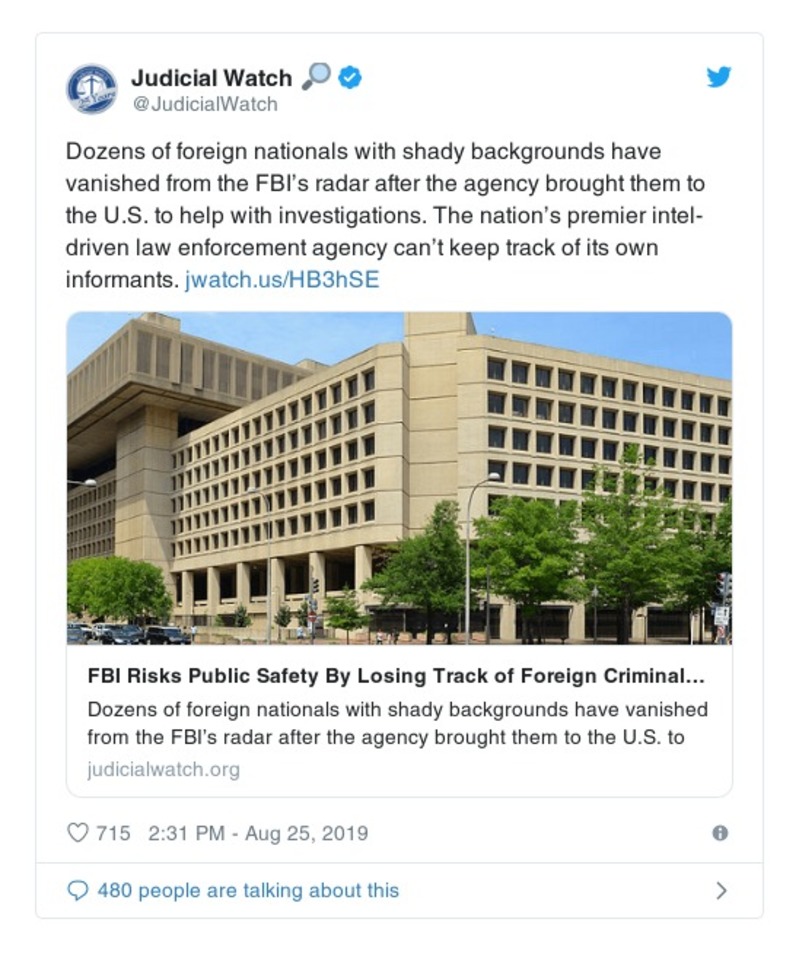 Judicial Watch
@JudicialWatch
Dozens of foreign nationals with shady backgrounds have
vanished from the FBI’s radar after the agency brought them to
the U.S. to help with investigations. The nation’s premier intel-
driven law enforcement agency can’t keep track of its own
informants. jwatch.us/HB3hSE
FBI Risks Public Safety By Losing Track of Foreign Criminal...
Dozens of foreign nationals with shady backgrounds have vanished
from the FBI’s radar after the agency brought them to the U.S. to
judicialwatch.org
715 2:31 PM - Aug 25, 2019
480 people are talking about this